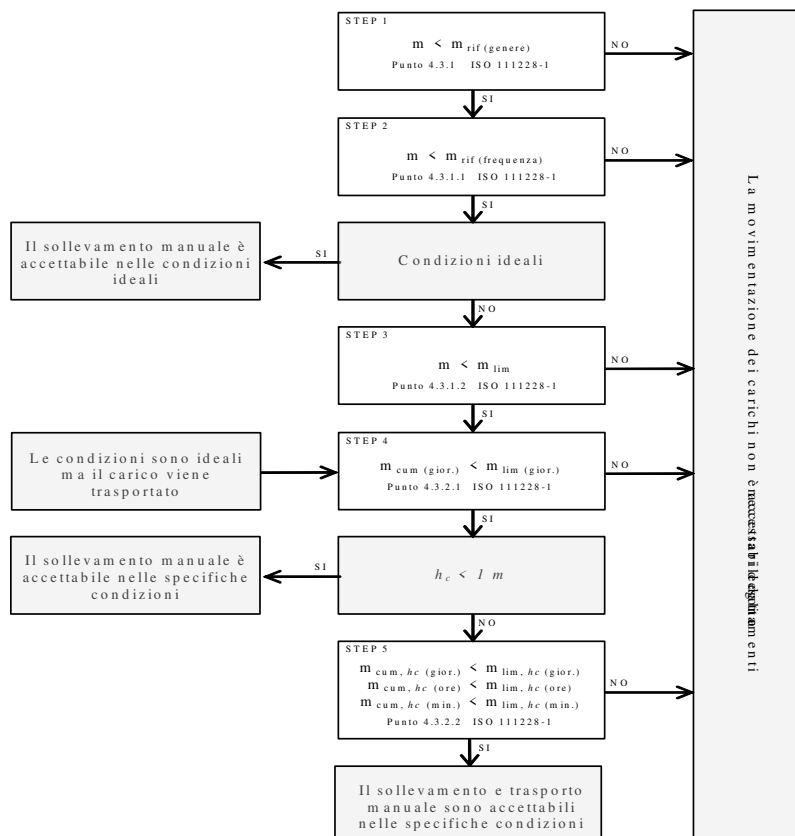 STEP 1
m < m rif (genere)
Punto 4.3.1 ISO 111228-1
NO
SI
STEP 2
m < m rif (frequenza)
Punto 4.3.1.1 ISO 111228-1
NO
SI
Il sollevamento manuale è
accettabile nelle condizioni
ideali
SI
Condizioni ideali
NO
STEP 3
m < m lim
Punto 4.3.1.2 ISO 111228-1
NO
SI
Le condizioni sono ideali
ma il carico viene
trasportato
STEP 4
m cum (gior.) < m lim (gior.)
Punto 4.3.2.1 ISO 111228-1
NO
SI
Il sollevamento manuale è
accettabile nelle specifiche
condizioni
SI
hc < 1 m
NO
STEP 5
m cum, hc (gior.) < m lim, hc (gior.)
m cum, hc (ore) < m lim, hc (ore)
m cum, hc (min.) < m lim, hc (min.)
Punto 4.3.2.2 ISO 111228-1
NO
SI
Il sollevamento e trasporto
manuale sono accettabili
nelle specifiche condizioni
La movimentazione dei carichi non è